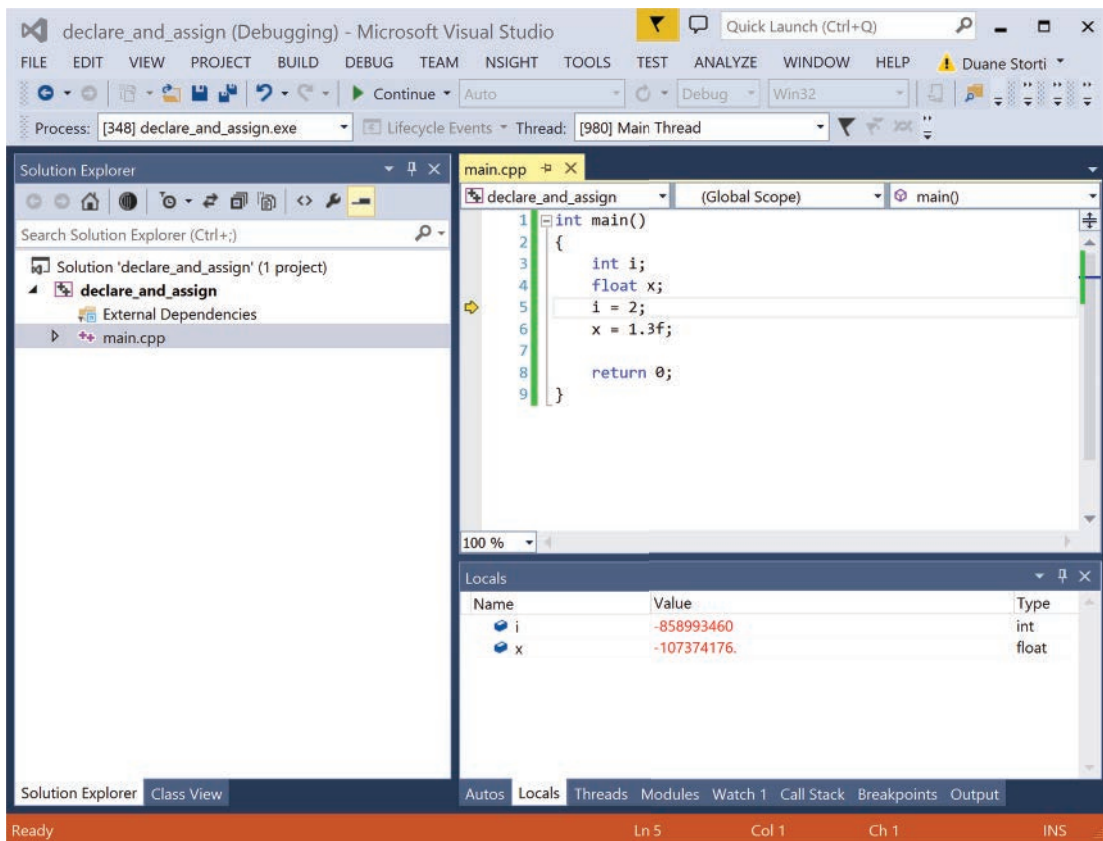 declare_and_assign (Debugging) - Microsoft Visual Studio
Quick Launch (Ctrl+Q)
FILE EDIT VIEW PROJECT BUILD DEBUG TEAM NSIGHT TOOLS TEST ANALYZE WINDOW HELP Duane Storti
Continue Auto Debug Win32
Process: [348] declare_and_assign.exe Lifecycle Events Thread: [980] Main Thread
Solution Explorer
Search Solution Explorer (Ctrl+;)
Solution 'declare_and_assign' (1 project)
declare_and_assign
External Dependencies
main.cpp
Solution Explorer Class View
main.cpp
declare_and_assign (Global Scope) main()
1 int main()
2 {
3 int i;
4 float x;
5 i = 2;
6 x = 1.3f;
7
8 return 0;
9 }
100 %
Locals
Name Value Type
i -858993460 int
x -107374176. float
Autos Locals Threads Modules Watch 1 Call Stack Breakpoints Output
Ready Ln 5 Col 1 Ch 1 INS